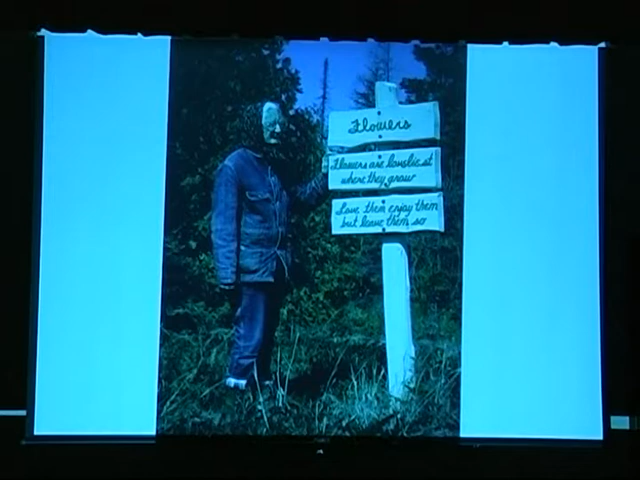 Flowers
Flowers are loveliest
where they grow
Love them enjoy them
but leave them so